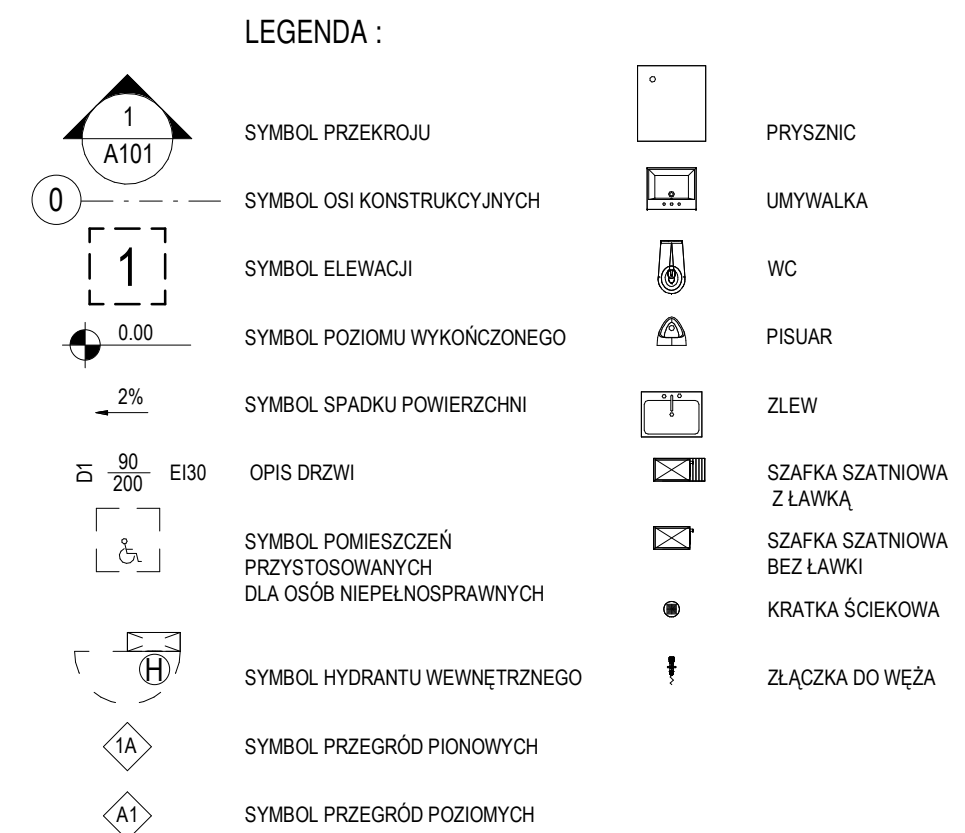 LEGENDA :
1
A101
SYMBOL PRZEKROJU
PRYSZNIC
0
SYMBOL OSI KONSTRUKCYJNYCH
UMYWALKA
1
SYMBOL ELEWACJI
WC
0.00
SYMBOL POZIOMU WYKOŃCZONEGO
PISUAR
2%
SYMBOL SPADKU POWIERZCHNI
ZLEW
D1
90
200
EI30
OPIS DRZWI
SZAFKA SZATNIOWA
Z ŁAWKĄ
SYMBOL POMIESZCZEŃ
PRZYSTOSOWANYCH
DLA OSÓB NIEPEŁNOSPRAWNYCH
SZAFKA SZATNIOWA
BEZ ŁAWKI
KRATKA ŚCIEKOWA
H
SYMBOL HYDRANTU WEWNĘTRZNEGO
ZŁĄCZKA DO WĘŻA
1A
SYMBOL PRZEGRÓD PIONOWYCH
A1
SYMBOL PRZEGRÓD POZIOMYCH